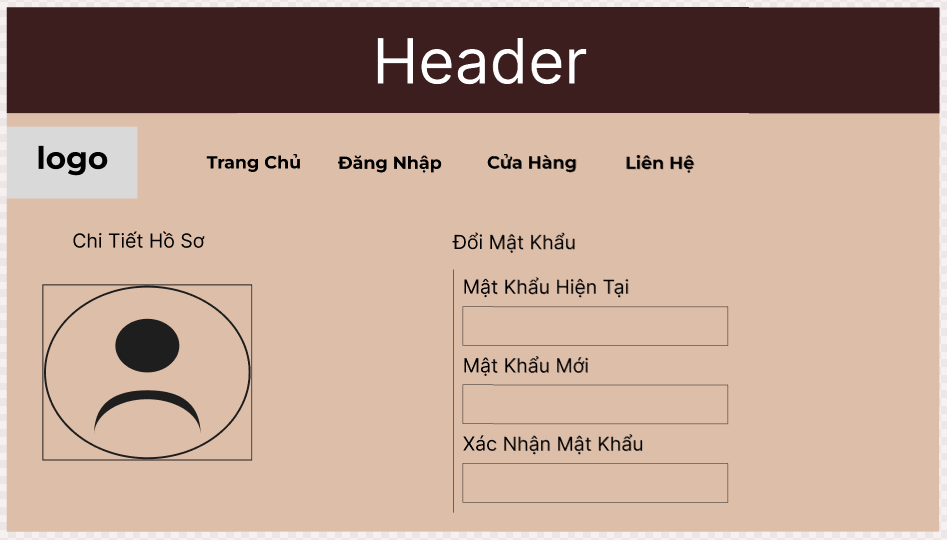 Header
logo
Trang Chủ
Đăng Nhập
Cửa Hàng
Liên Hệ
Chi Tiết Hồ Sơ
Đổi Mật Khẩu
Mật Khẩu Hiện Tại
Mật Khẩu Mới
Xác Nhận Mật Khẩu